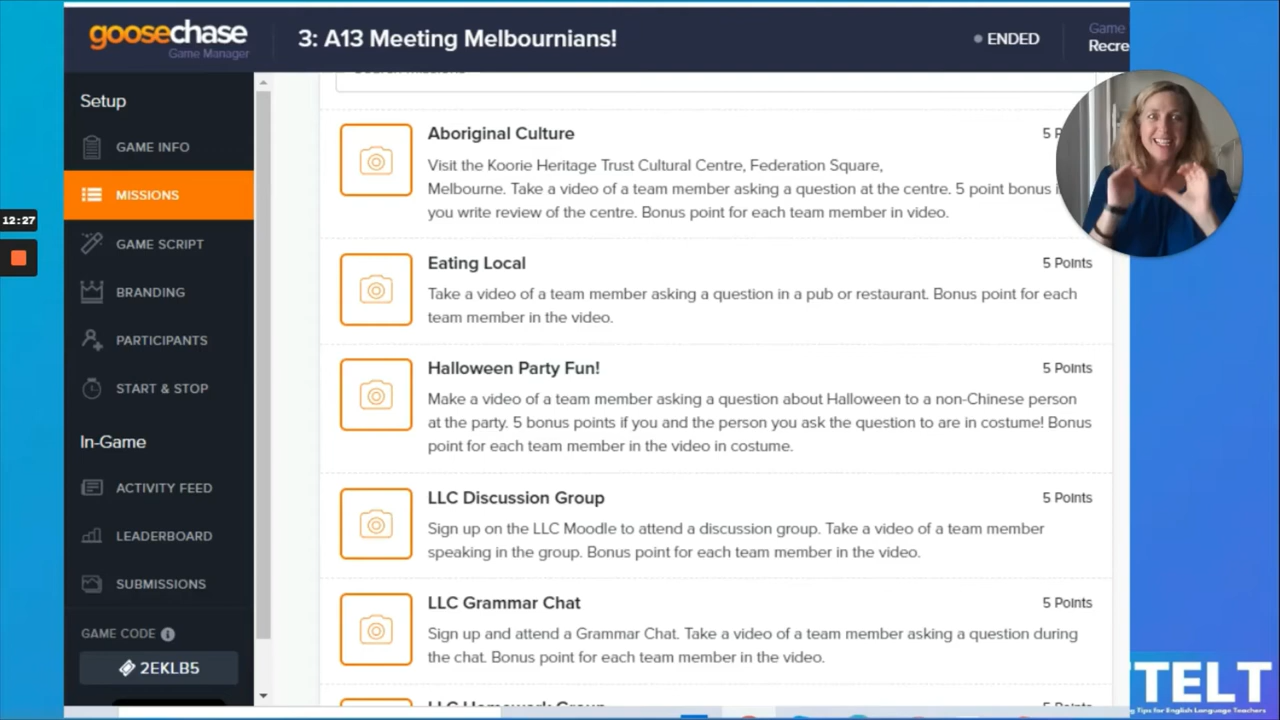 goosechase
Game Manager
3: A13 Meeting Melbournians!
ENDED
Game
Recre
12:27
Setup
GAME INFO
MISSIONS
GAME SCRIPT
BRANDING
PARTICIPANTS
START & STOP
In-Game
ACTIVITY FEED
LEADERBOARD
SUBMISSIONS
GAME CODE
2EKLB5
Aboriginal Culture
5 P
Visit the Koorie Heritage Trust Cultural Centre, Federation Square,
Melbourne. Take a video of a team member asking a question at the centre. 5 point bonus i
you write review of the centre. Bonus point for each team member in video.
Eating Local
5 Points
Take a video of a team member asking a question in a pub or restaurant. Bonus point for each
team member in the video.
Halloween Party Fun!
5 Points
Make a video of a team member asking a question about Halloween to a non-Chinese person
at the party. 5 bonus points if you and the person you ask the question to are in costume! Bonus
point for each team member in the video in costume.
LLC Discussion Group
5 Points
Sign up on the LLC Moodle to attend a discussion group. Take a video of a team member
speaking in the group. Bonus point for each team member in the video.
LLC Grammar Chat
5 Points
Sign up and attend a Grammar Chat. Take a video of a team member asking a question during
the chat. Bonus point for each team member in the video.
LLC Homework Group
TELT
g Tips for English Language Teachers